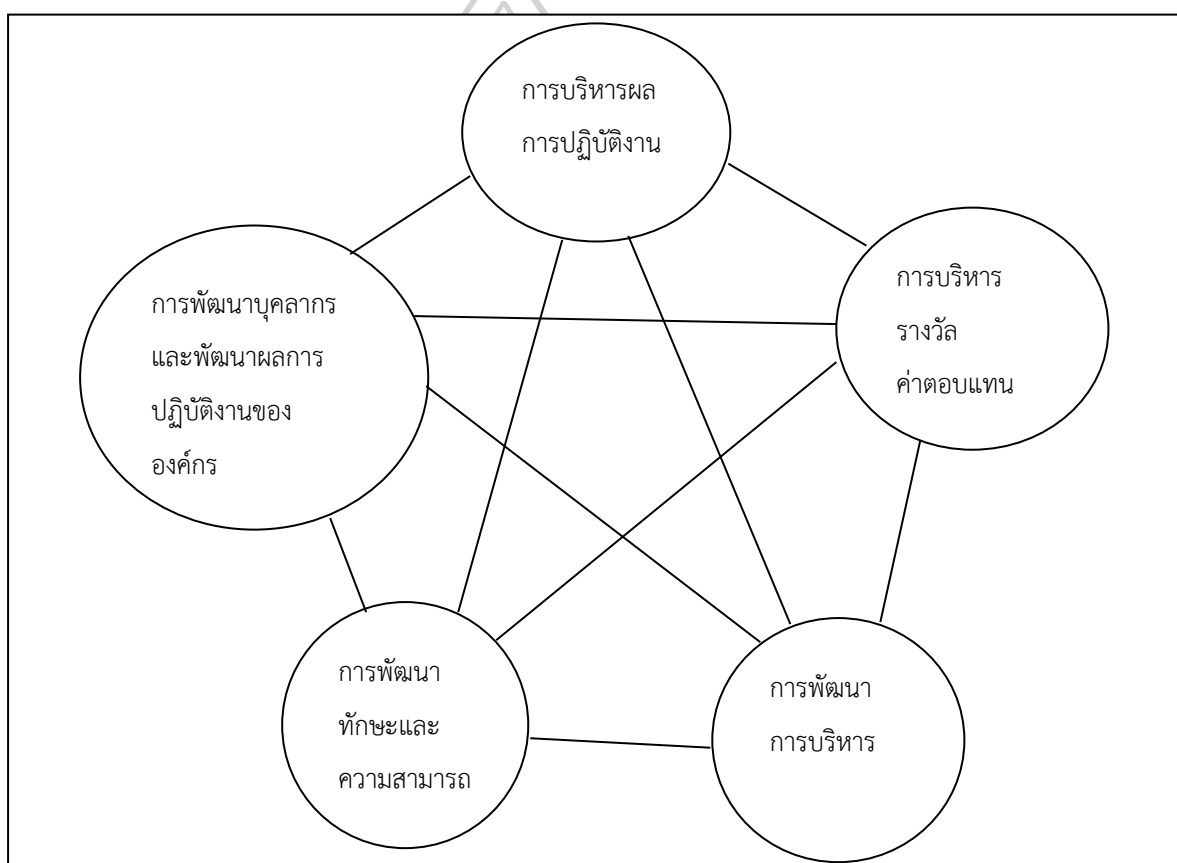 การบริหารผล
การปฏิบัติงาน
การบริหาร
รางวัล
ค่าตอบแทน
การพัฒนาบุคลากร
และพัฒนาผลการ
ปฏิบัติงานของ
องค์กร
การพัฒนา
ทักษะและ
ความสามารถ
การพัฒนา
การบริหาร